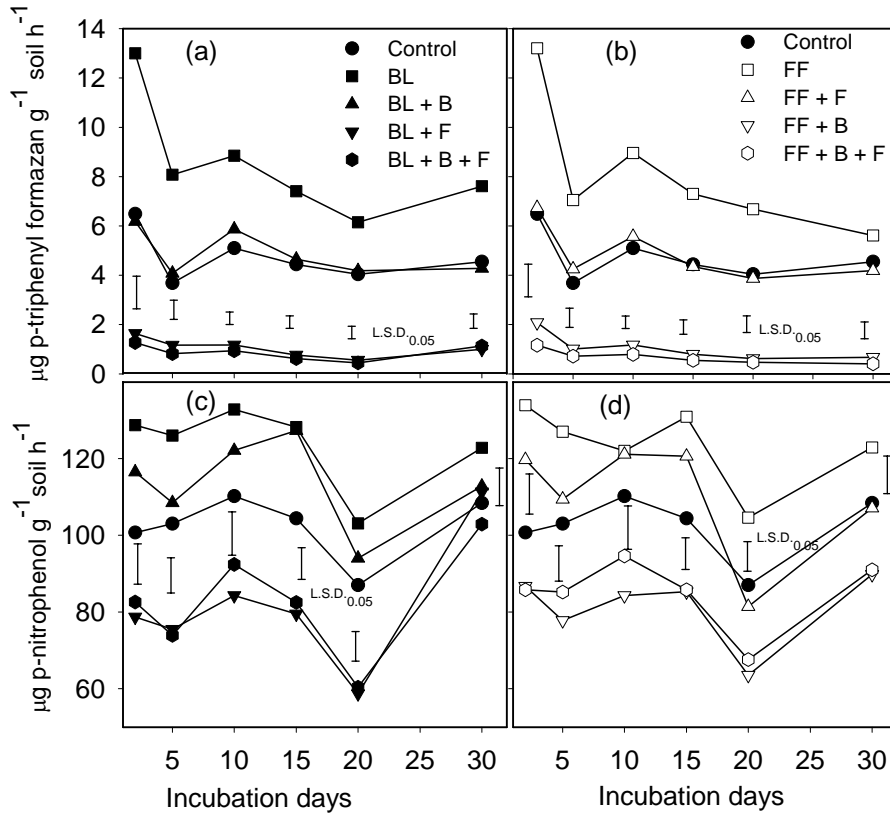 µg p-triphenyl formazan g⁻¹ soil h⁻¹
14
12
10
8
6
4
2
0
(a)
Control
BL
BL + B
BL + F
BL + B + F
L.S.D.0.05
(b)
Control
FF
FF + F
FF + B
FF + B + F
L.S.D.0.05
µg p-nitrophenol g⁻¹ soil h⁻¹
120
100
80
60
(c)
L.S.D.0.05
(d)
L.S.D.0.05
5 10 15 20 25 30
5 10 15 20 25 30
Incubation days
Incubation days